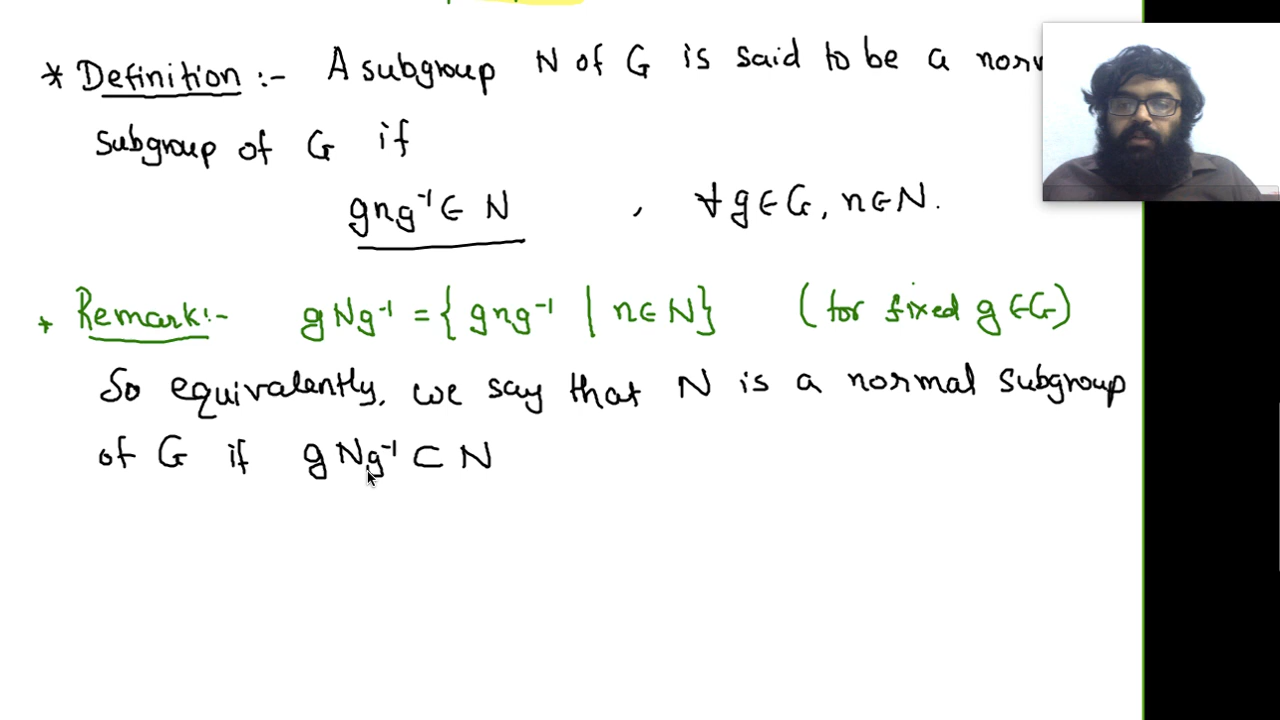 * Definition :- A subgroup N of G is said to be a
subgroup of G if
gng⁻¹ ∈ N , ∀ g ∈ G, n ∈ N.
* Remark :- gNg⁻¹ = { gng⁻¹ | n ∈ N } (for fixed g ∈ G)
So equivalently, we say that N is a normal subgroup
of G if gNg⁻¹ ⊂ N